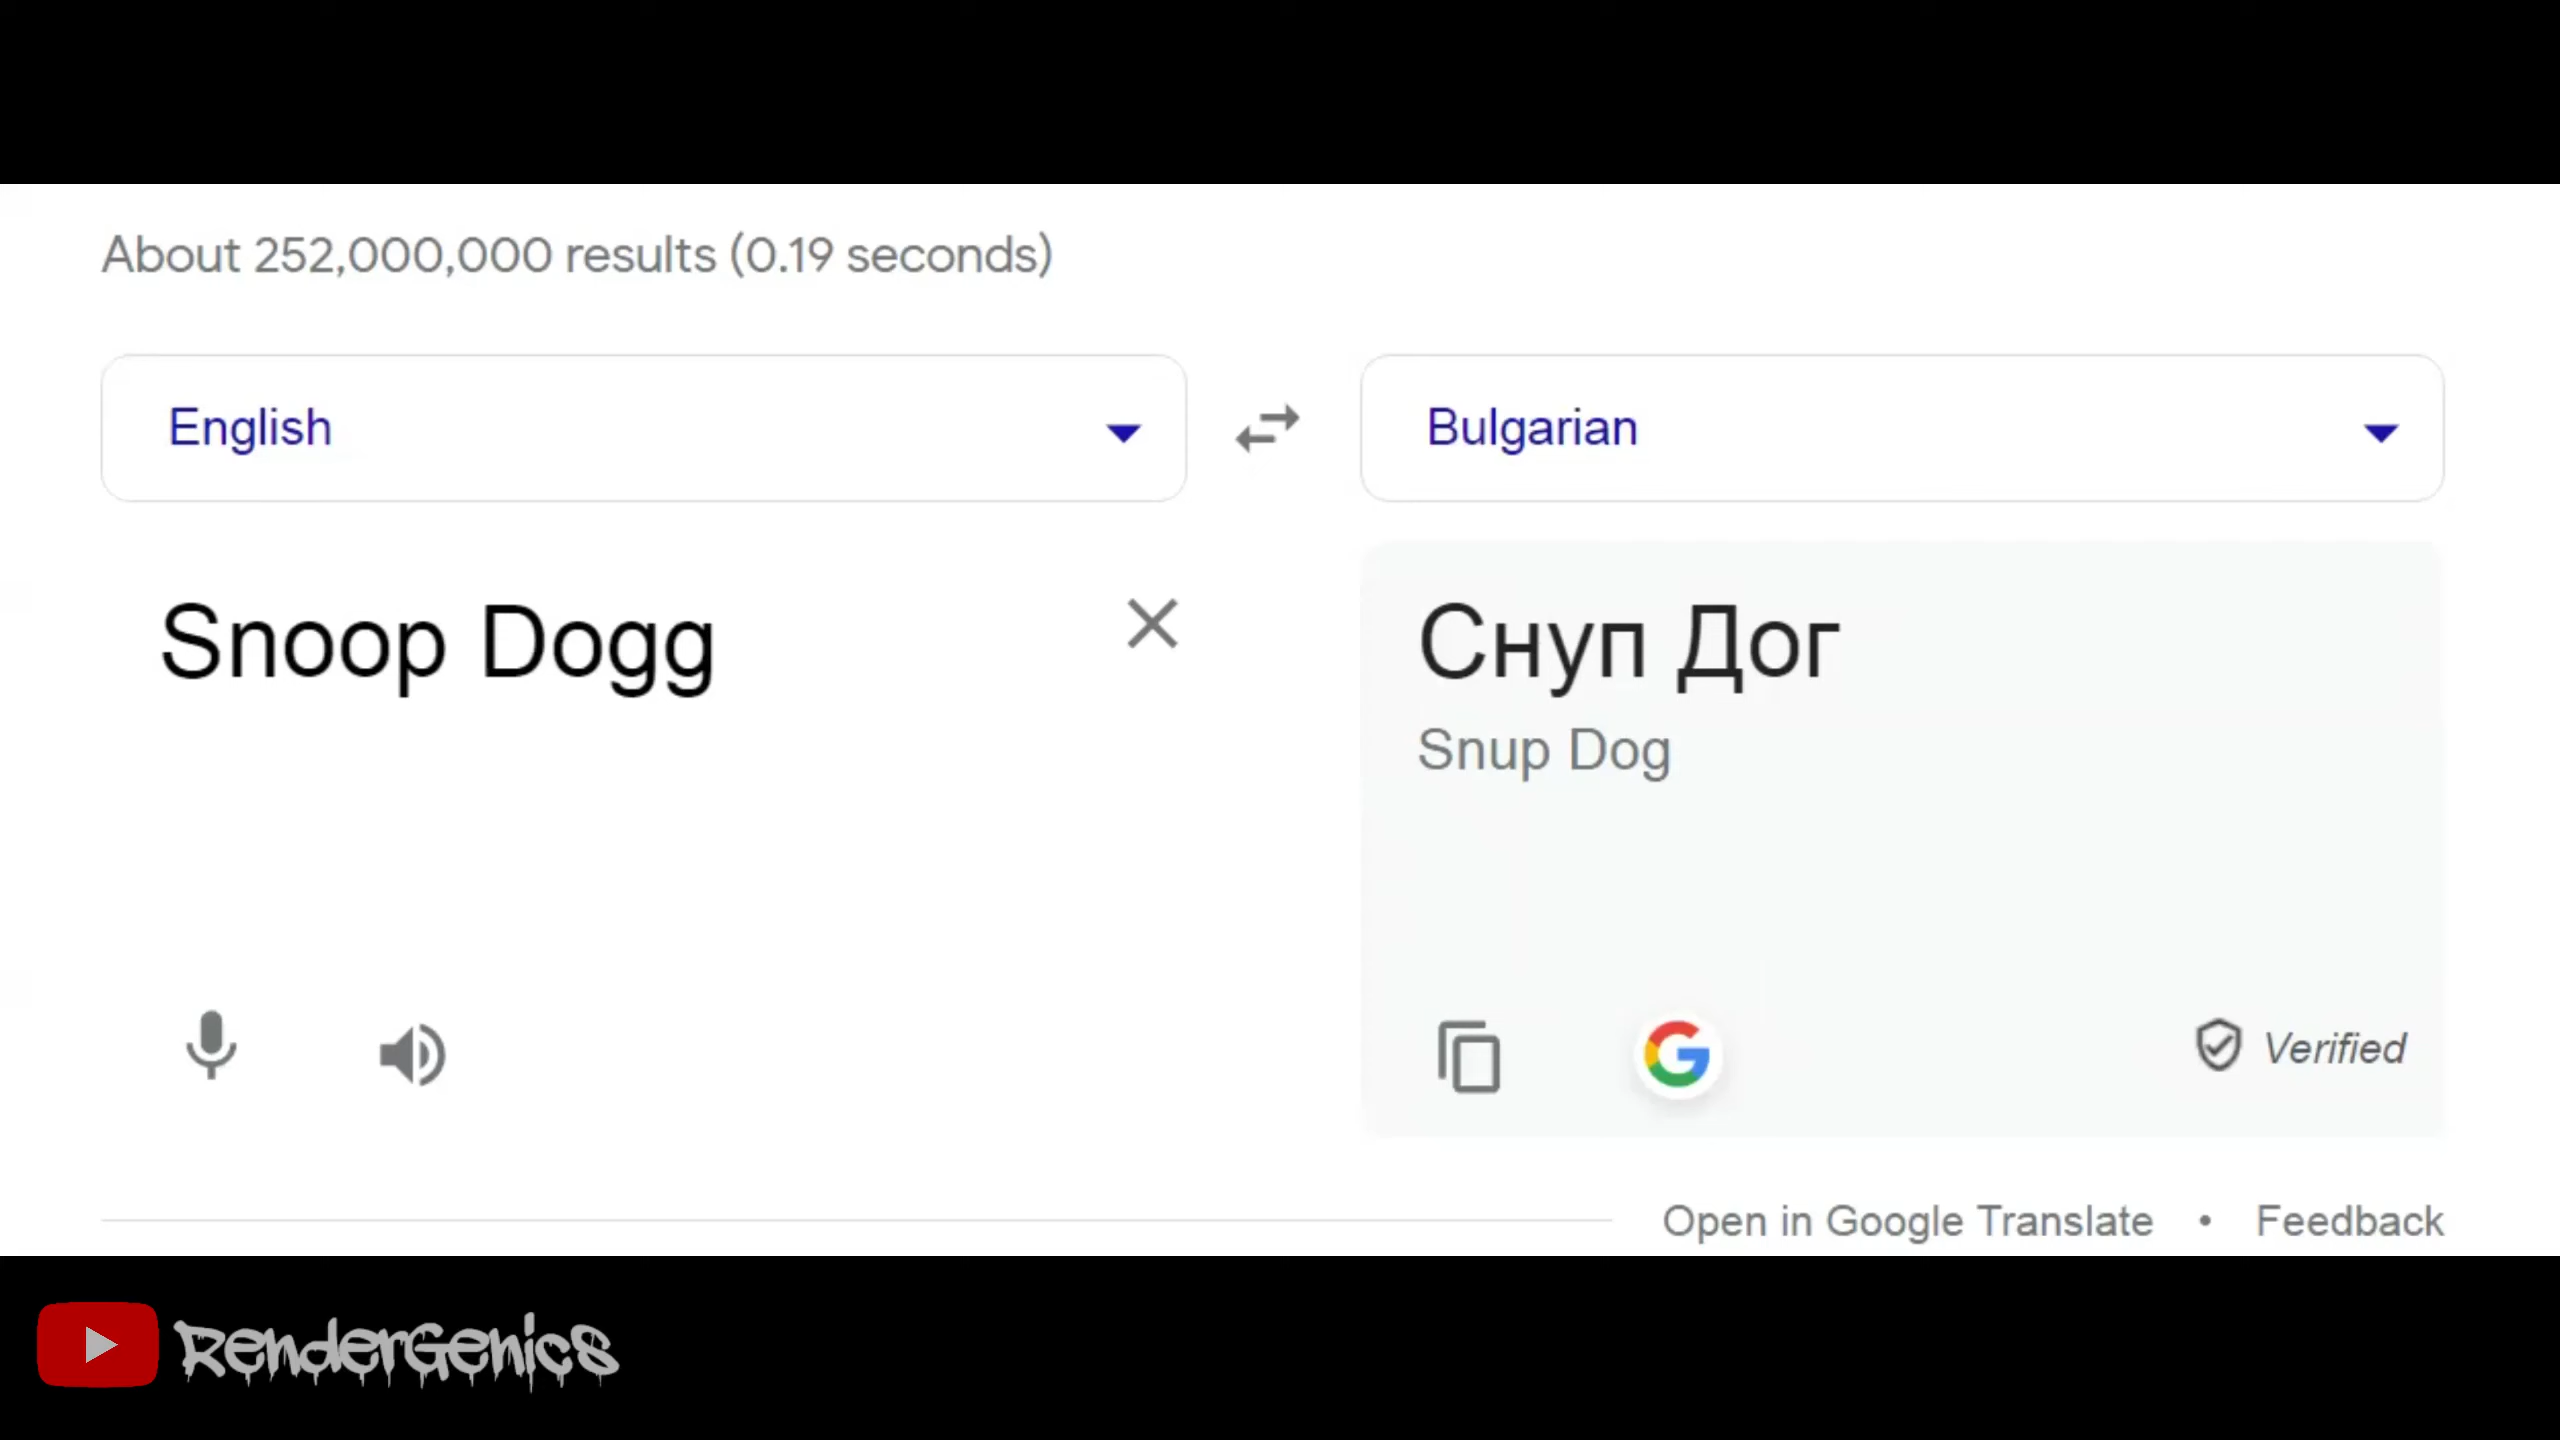 About 252,000,000 results (0.19 seconds)
English
Bulgarian
Snoop Dogg
Снуп Дог
Snup Dog
Verified
Open in Google Translate • Feedback
RenderGenics